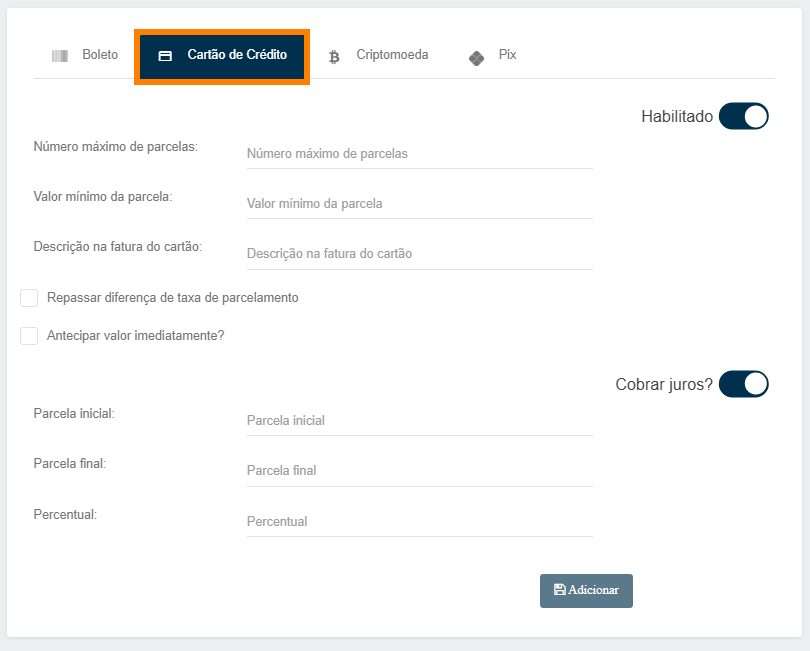 Boleto Cartão de Crédito Criptomoeda Pix
Habilitado
Número máximo de parcelas: Número máximo de parcelas
Valor mínimo da parcela: Valor mínimo da parcela
Descrição na fatura do cartão: Descrição na fatura do cartão
Repassar diferença de taxa de parcelamento
Antecipar valor imediatamente?
Cobrar juros?
Parcela inicial: Parcela inicial
Parcela final: Parcela final
Percentual: Percentual
Adicionar